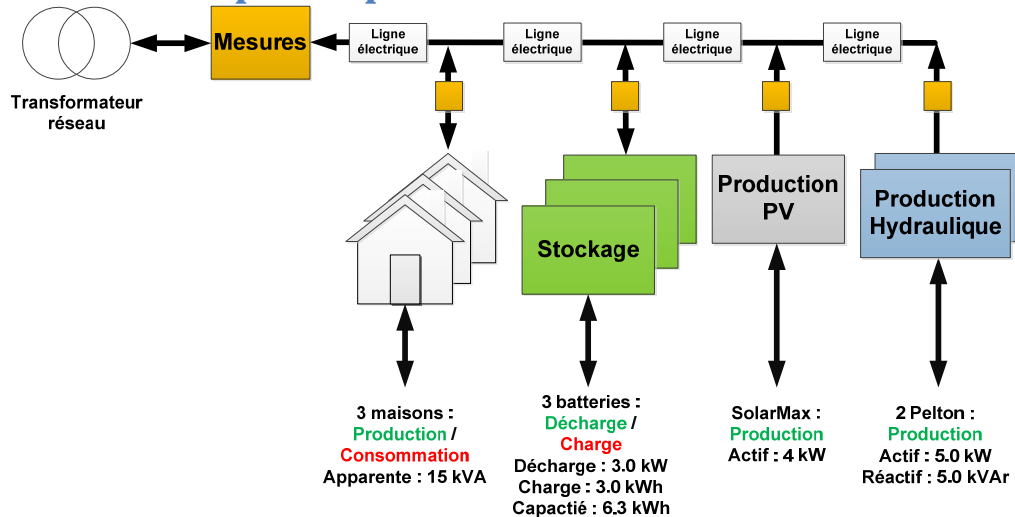 Mesures
Ligne
électrique
Ligne
électrique
Ligne
électrique
Ligne
électrique
Transformateur
réseau
Stockage
Production
PV
Production
Hydraulique
3 maisons :
Production /
Consommation
Apparente : 15 kVA
3 batteries :
Décharge /
Charge
Décharge : 3.0 kW
Charge : 3.0 kWh
Capactié : 6.3 kWh
SolarMax :
Production
Actif : 4 kW
2 Pelton :
Production
Actif : 5.0 kW
Réactif : 5.0 kVAr